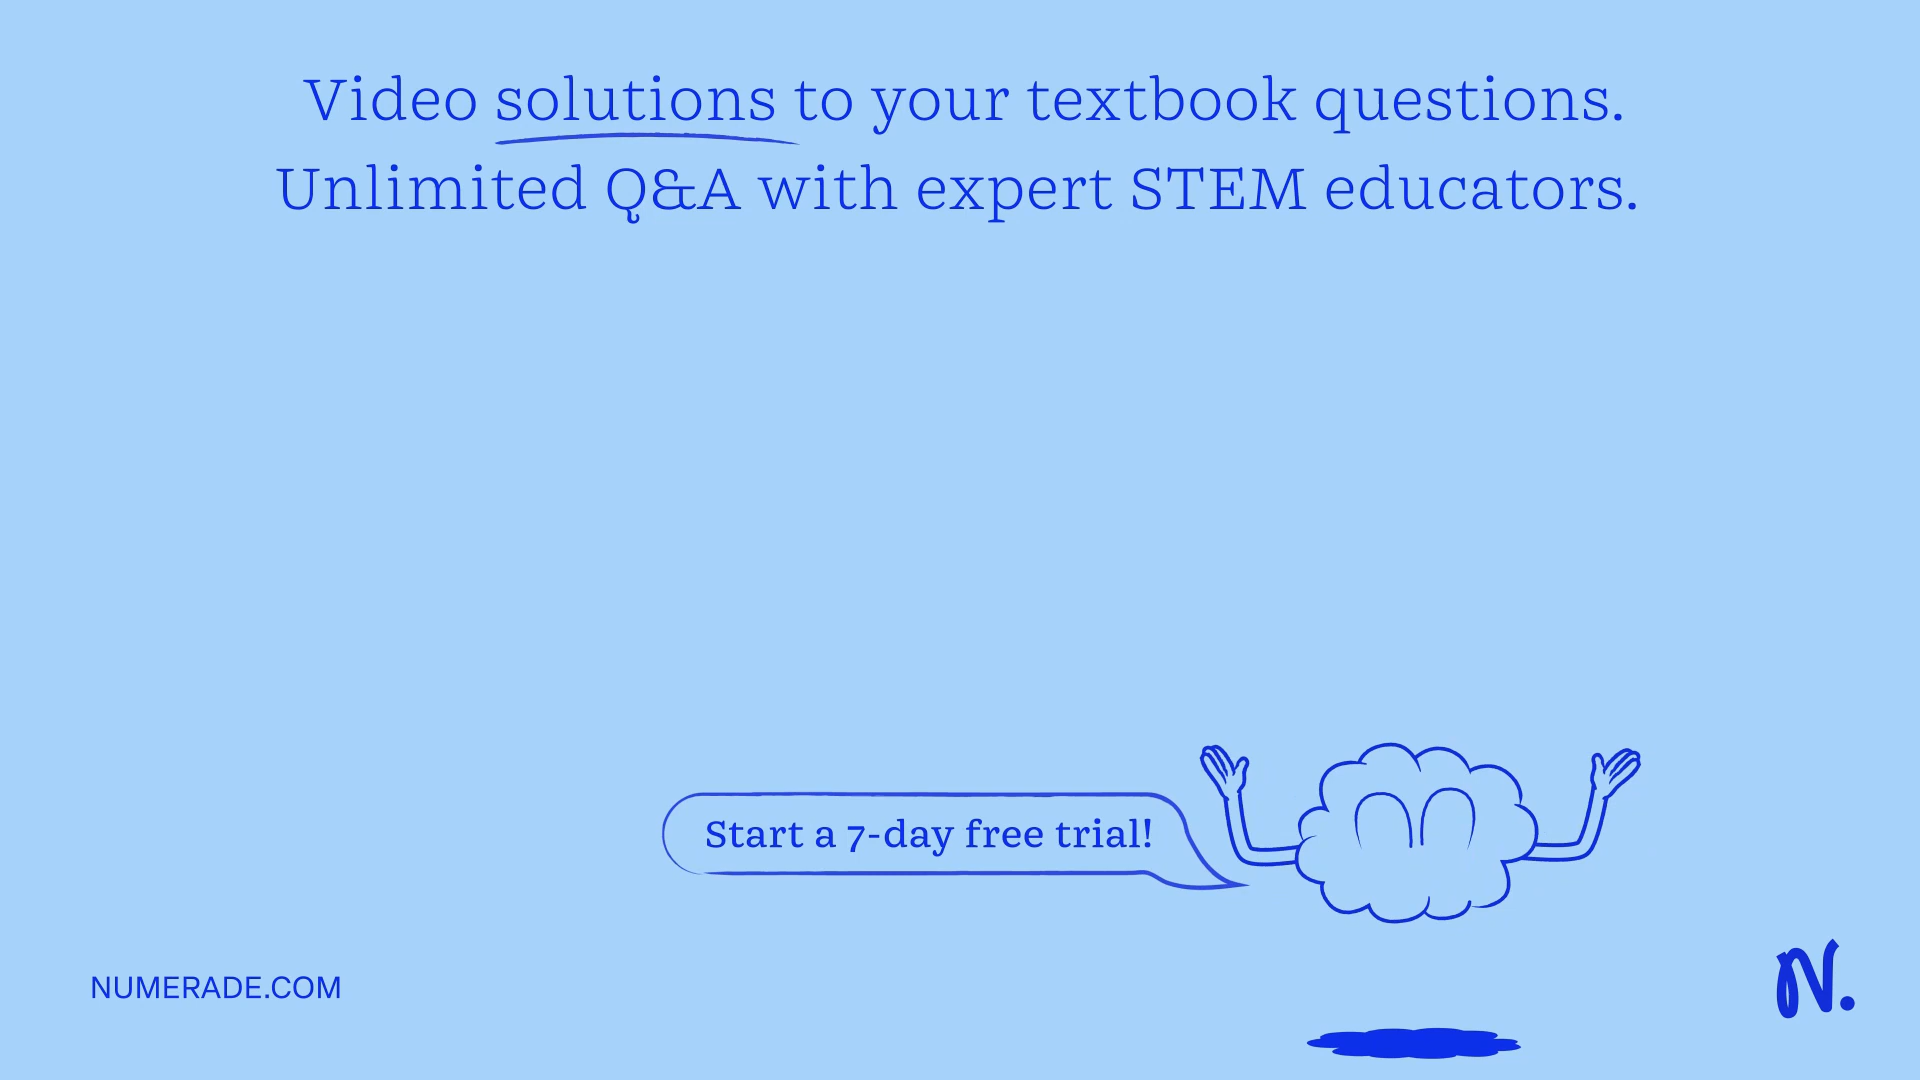 Video solutions to your textbook questions.
Unlimited Q&A with expert STEM educators.
Start a 7-day free trial!
NUMERADE.COM
N.